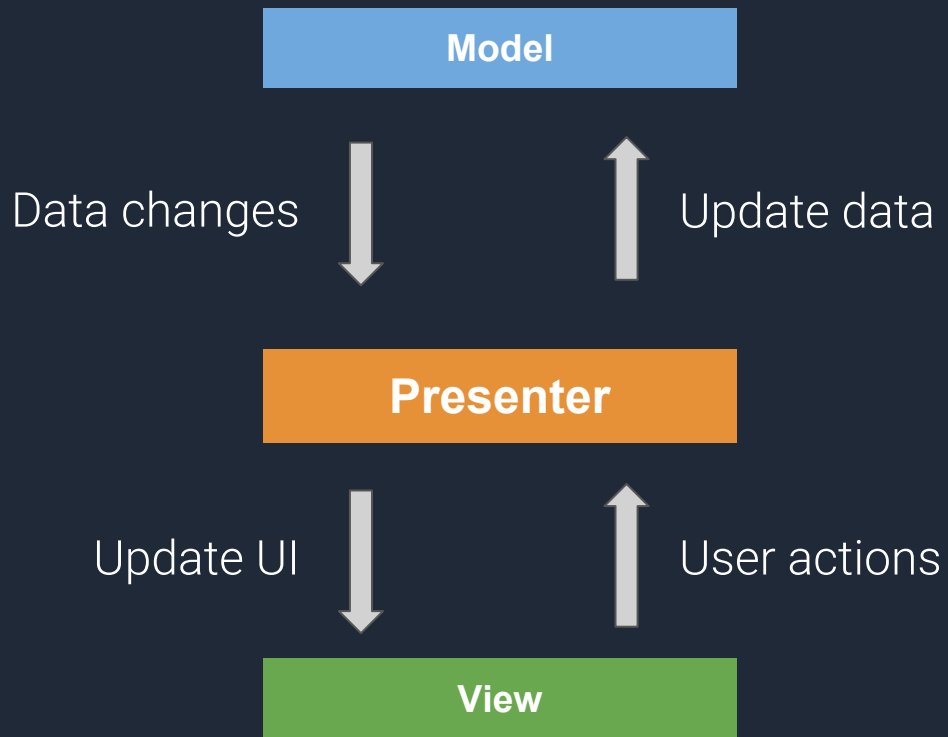 Model
Data changes
Update data
Presenter
Update UI
User actions
View